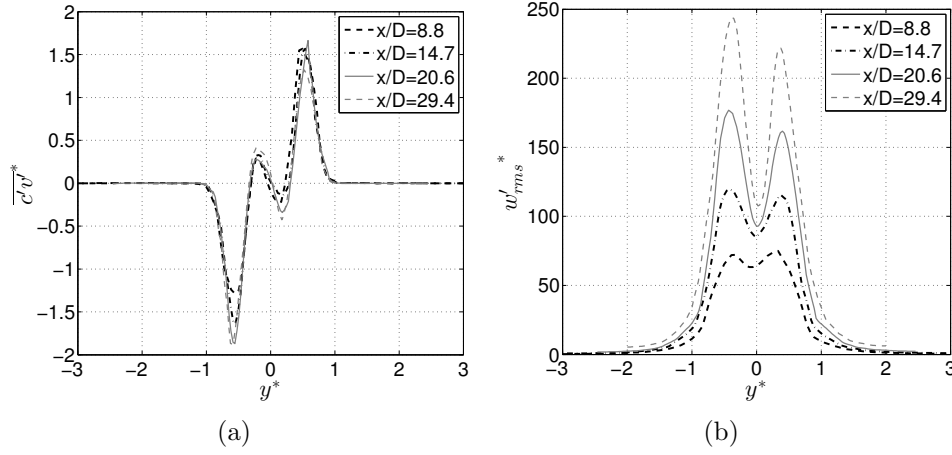 x/D=8.8
x/D=14.7
x/D=20.6
x/D=29.4
1.5
1
0.5
0
−0.5
−1
−1.5
−2
−3 −2 −1 0 1 2 3
c′v′*
y*
(a)
x/D=8.8
x/D=14.7
x/D=20.6
x/D=29.4
250
200
150
100
50
0
−3 −2 −1 0 1 2 3
w′rms*
y*
(b)